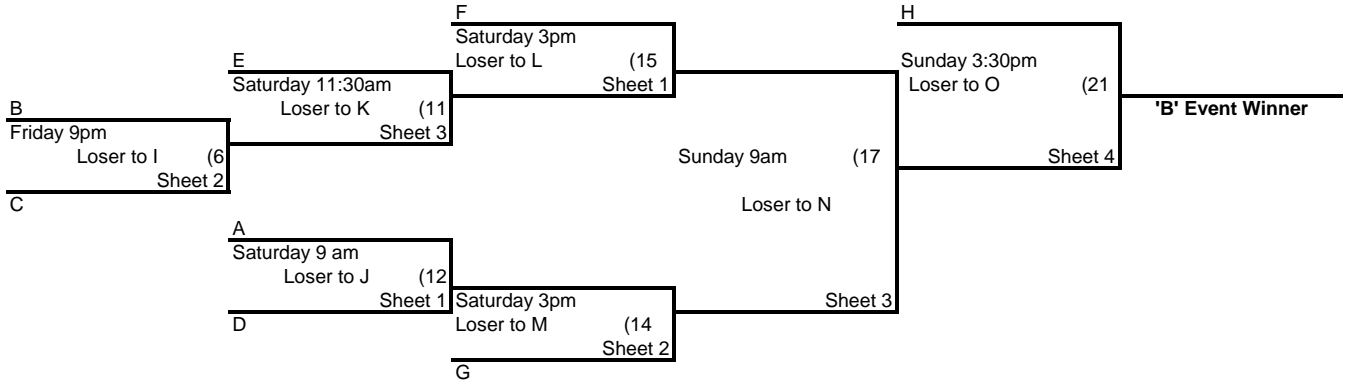 F
H
Saturday 3pm
Loser to L (15
Sheet 1
Sunday 3:30pm
Loser to O (21
Sheet 4
'B' Event Winner
E
Saturday 11:30am
Loser to K (11
Sheet 3
B
Friday 9pm
Loser to I (6
Sheet 2
C
Sunday 9am (17
Loser to N
Sheet 3
A
Saturday 9 am
Loser to J (12
Sheet 1
D
Saturday 3pm
Loser to M (14
Sheet 2
G